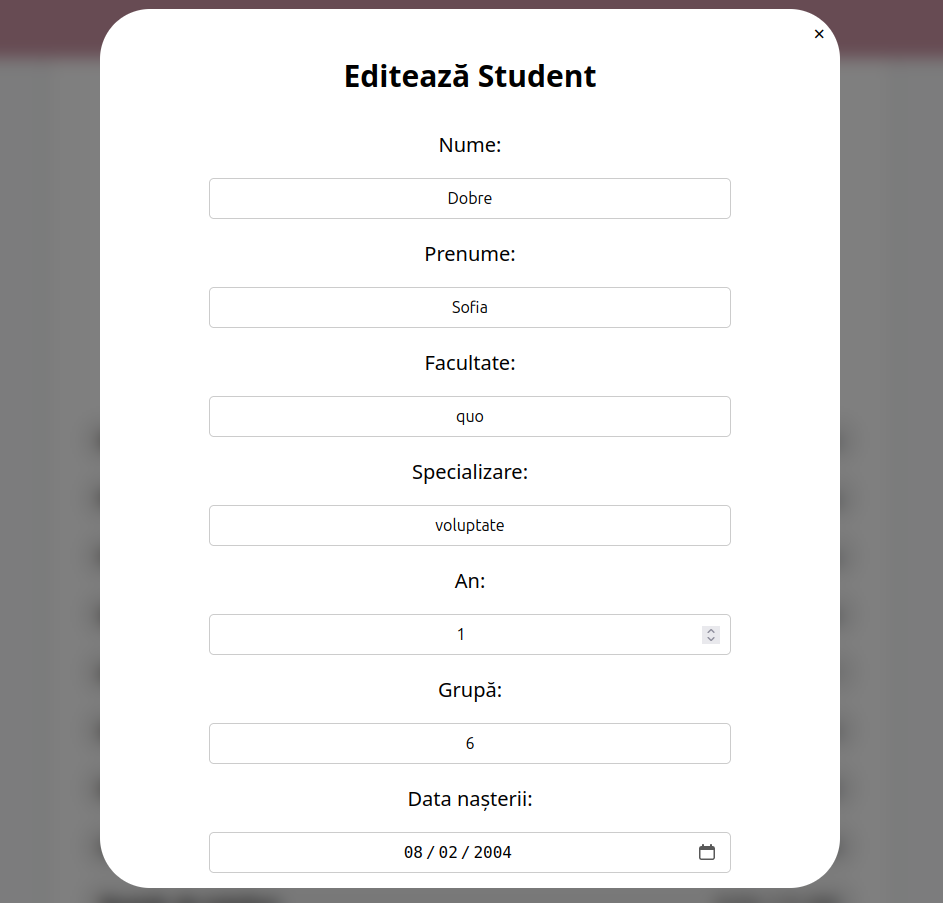 ×
Editează Student
Nume:
Dobre
Prenume:
Sofia
Facultate:
quo
Specializare:
voluptate
An:
1
Grupă:
6
Data nașterii:
08/02/2004